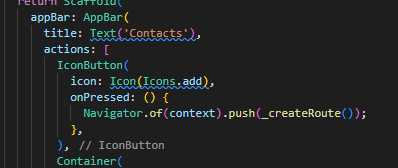 return Scaffold(
appBar: AppBar(
title: Text('Contacts'),
actions: [
IconButton(
icon: Icon(Icons.add),
onPressed: () {
Navigator.of(context).push(_createRoute());
},
), // IconButton
Container(